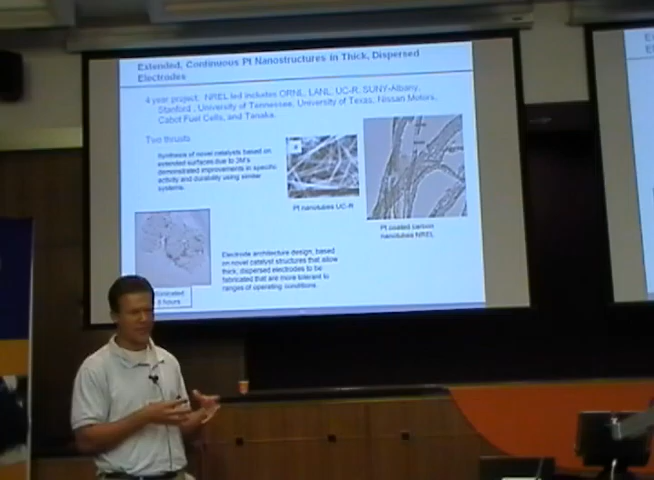 Extended, Continuous Pt Nanostructures in Thick, Dispersed
Electrodes
4 year project. NREL led includes ORNL, LANL, UC-R, SUNY-Albany,
Stanford, University of Tennessee, University of Texas, Nissan Motors,
Cabot Fuel Cells, and Tanaka.
Two thrusts
Synthesis of novel catalysts based on
extended surfaces due to 3M's
demonstrated improvements in specific
activity and durability using similar
systems.
Pt nanotubes UC-R
Pt coated carbon
nanotubes NREL
Electrode architecture design, based
on novel catalyst structures that allow
thick, dispersed electrodes to be
fabricated that are more tolerant to
ranges of operating conditions.
hours